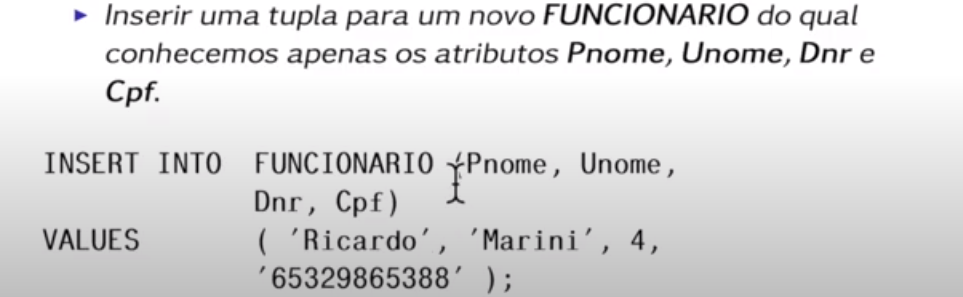 ▸ Inserir uma tupla para um novo FUNCIONARIO do qual
conhecemos apenas os atributos Pnome, Unome, Dnr e
Cpf.
INSERT INTO FUNCIONARIO (Pnome, Unome,
Dnr, Cpf)
VALUES ( 'Ricardo', 'Marini', 4,
'65329865388' );